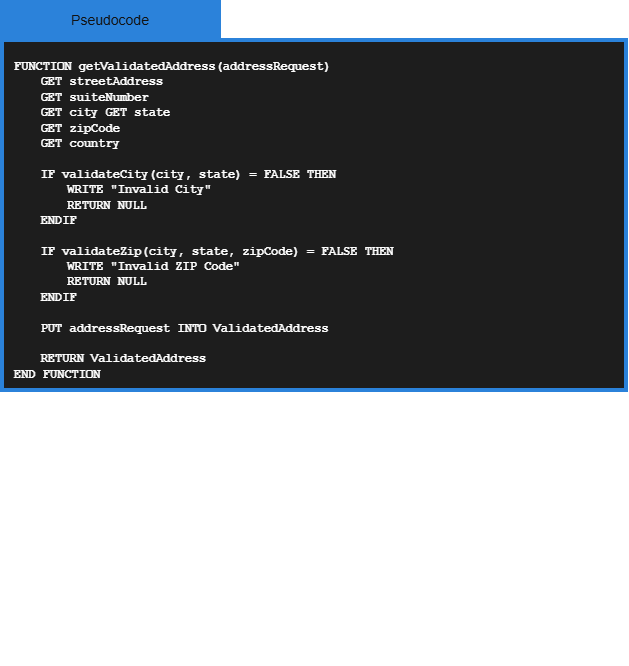 Pseudocode
FUNCTION getValidatedAddress(addressRequest)
GET streetAddress
GET suiteNumber
GET city GET state
GET zipCode
GET country
IF validateCity(city, state) = FALSE THEN
WRITE "Invalid City"
RETURN NULL
ENDIF
IF validateZip(city, state, zipCode) = FALSE THEN
WRITE "Invalid ZIP Code"
RETURN NULL
ENDIF
PUT addressRequest INTO ValidatedAddress
RETURN ValidatedAddress
END FUNCTION